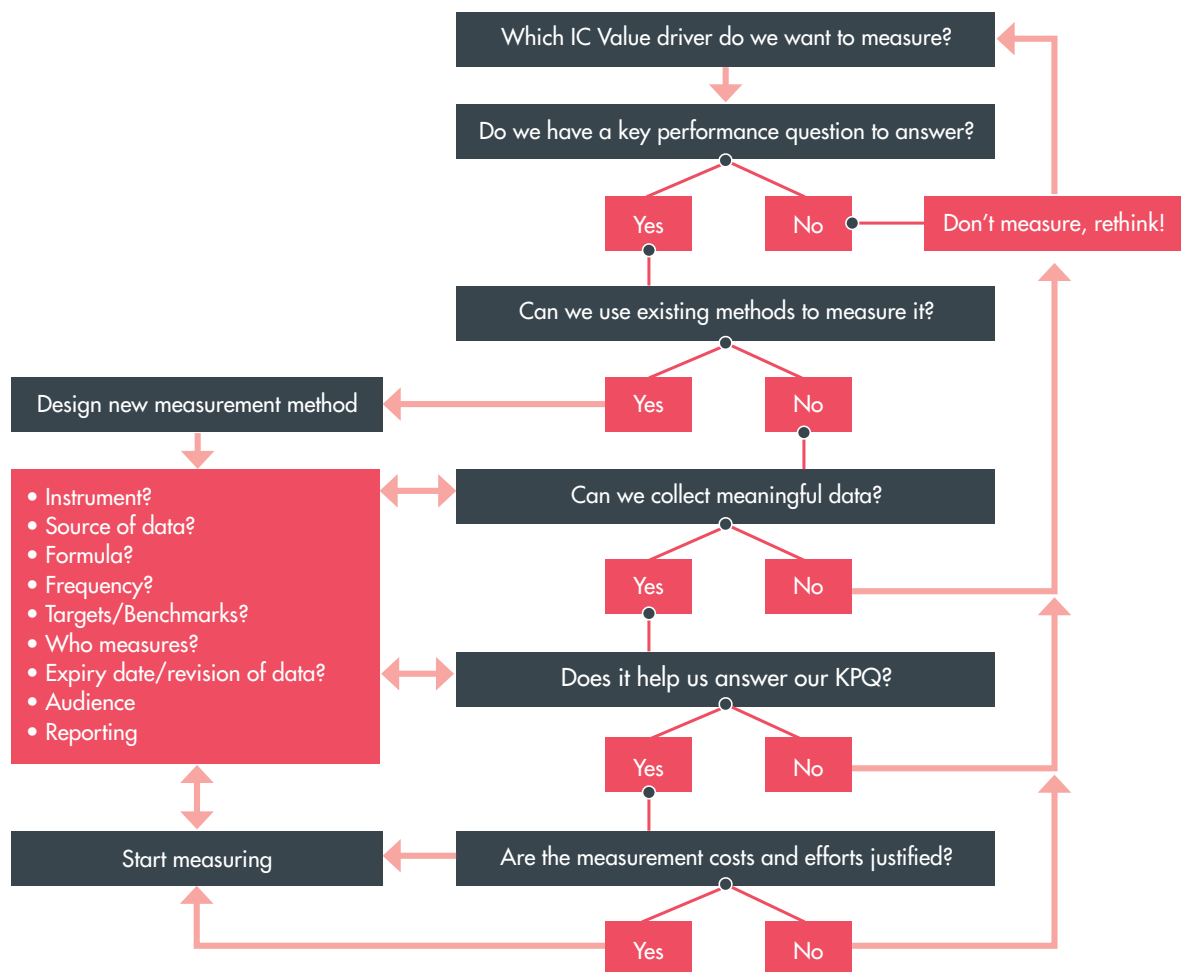 Which IC Value driver do we want to measure?
Do we have a key performance question to answer?
Yes
No
Don't measure, rethink!
Can we use existing methods to measure it?
Yes
No
Design new measurement method
• Instrument?
• Source of data?
• Formula?
• Frequency?
• Targets/Benchmarks?
• Who measures?
• Expiry date/revision of data?
• Audience
• Reporting
Can we collect meaningful data?
Yes
No
Does it help us answer our KPQ?
Yes
No
Start measuring
Are the measurement costs and efforts justified?
Yes
No